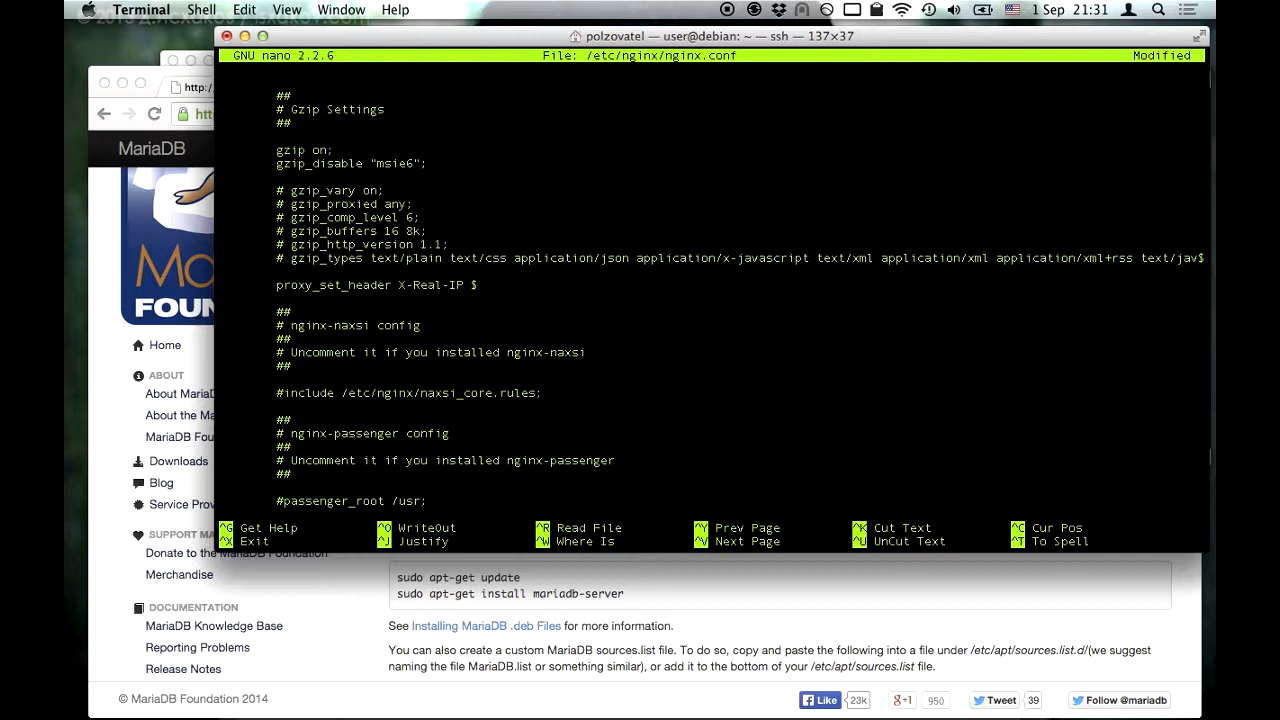 Terminal Shell Edit View Window Help 1 Sep 21:31
polzovatel — user@debian: ~ — ssh — 137×37
GNU nano 2.2.6 File: /etc/nginx/nginx.conf Modified
##
# Gzip Settings
##
gzip on;
gzip_disable "msie6";
# gzip_vary on;
# gzip_proxied any;
# gzip_comp_level 6;
# gzip_buffers 16 8k;
# gzip_http_version 1.1;
# gzip_types text/plain text/css application/json application/x-javascript text/xml application/xml application/xml+rss text/jav$
proxy_set_header X-Real-IP $
##
# nginx-naxsi config
##
# Uncomment it if you installed nginx-naxsi
##
#include /etc/nginx/naxsi_core.rules;
##
# nginx-passenger config
##
# Uncomment it if you installed nginx-passenger
##
#passenger_root /usr;
^G Get Help ^O WriteOut ^R Read File ^Y Prev Page ^K Cut Text ^C Cur Pos
^X Exit ^J Justify ^W Where Is ^V Next Page ^U UnCut Text ^T To Spell
http:/
htt
MariaDB
Mo
FOUN
Home
ABOUT
About MariaD
About the Ma
MariaDB Fou
Downloads
Blog
Service Prov
SUPPORT MA
Donate to the MariaDB Foundation
Merchandise
DOCUMENTATION
MariaDB Knowledge Base
Reporting Problems
Release Notes
sudo apt-get update
sudo apt-get install mariadb-server
See Installing MariaDB .deb Files for more information.
You can also create a custom MariaDB sources.list file. To do so, copy and paste the following into a file under /etc/apt/sources.list.d/(we suggest
naming the file MariaDB.list or something similar), or add it to the bottom of your /etc/apt/sources.list file.
© MariaDB Foundation 2014 Like 23k g+1 950 Tweet 39 Follow @mariadb